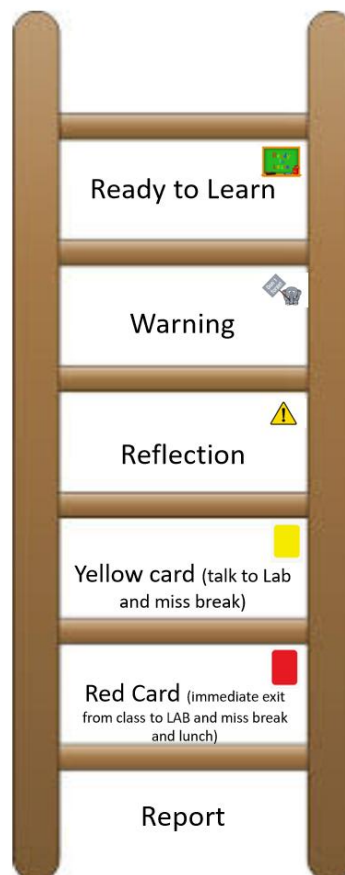 Ready to Learn
Warning
Reflection
Yellow card (talk to Lab
and miss break)
Red Card (immediate exit
from class to LAB and miss break
and lunch)
Report